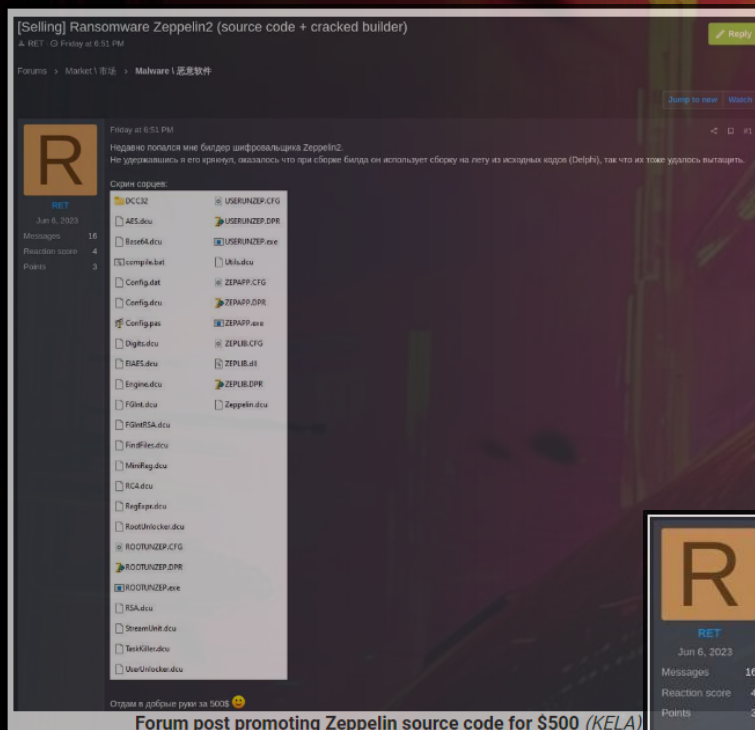 [Selling] Ransomware Zeppelin2 (source code + cracked builder)
RET · Friday at 6:51 PM
Reply
Forums > Market \ 市场 > Malware \ 恶意软件
Jump to new Watch
R
RET
Jun 6, 2023
Messages 16
Reaction score 4
Points 3
Friday at 6:51 PM
#1
Недавно попался мне билдер шифровальщика Zeppelin2.
Не удержавшись я его крякнул, оказалось что при сборке билда он использует сборку на лету из исходных кодов (Delphi), так что их тоже удалось вытащить.
Скрин сорцев:
DCC32
AES.dcu
Base64.dcu
compile.bat
Config.dat
Config.dcu
Config.pas
Digits.dcu
EIAES.dcu
Engine.dcu
FGInt.dcu
FGIntRSA.dcu
FindFiles.dcu
MiniReg.dcu
RC4.dcu
RegExpr.dcu
RootUnlocker.dcu
ROOTUNZEP.CFG
ROOTUNZEP.DPR
ROOTUNZEP.exe
RSA.dcu
StreamUnit.dcu
TaskKiller.dcu
UserUnlocker.dcu
USERUNZEP.CFG
USERUNZEP.DPR
USERUNZEP.exe
Utils.dcu
ZEPAPP.CFG
ZEPAPP.DPR
ZEPAPP.exe
ZEPLIB.CFG
ZEPLIB.dll
ZEPLIB.DPR
Zeppelin.dcu
Отдам в добрые руки за 500$
Forum post promoting Zeppelin source code for $500 (KELA)
R
RET
Jun 6, 2023
Messages 16
Reaction score
Points